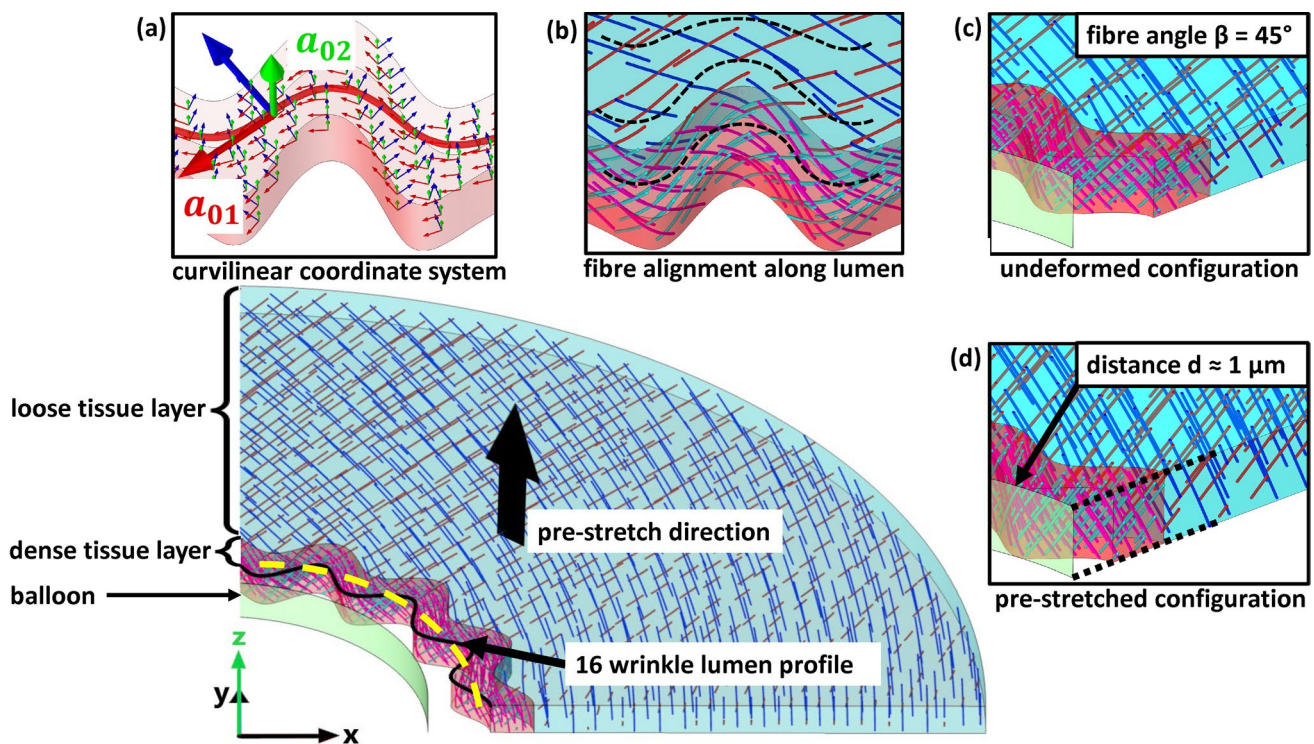 (a)
a₀₂
a₀₁
curvilinear coordinate system
(b)
fibre alignment along lumen
(c)
fibre angle β = 45°
undeformed configuration
(d)
distance d ≈ 1 μm
pre-stretched configuration
loose tissue layer
dense tissue layer
balloon
pre-stretch direction
16 wrinkle lumen profile
z
y
x